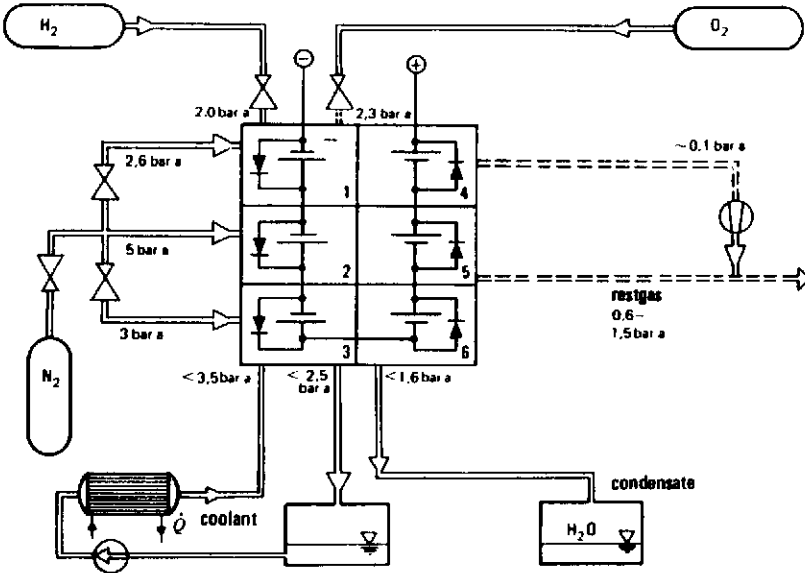 H2
O2
−
+
2.0 bar a
2,3 bar a
~0.1 bar a
2,6 bar a
1
4
5 bar a
2
5
restgas
0,6–
1,5 bar a
3 bar a
3
6
N2
<3,5 bar a
<2,5
bar a
<1,6 bar a
condensate
Q̇
coolant
H2O